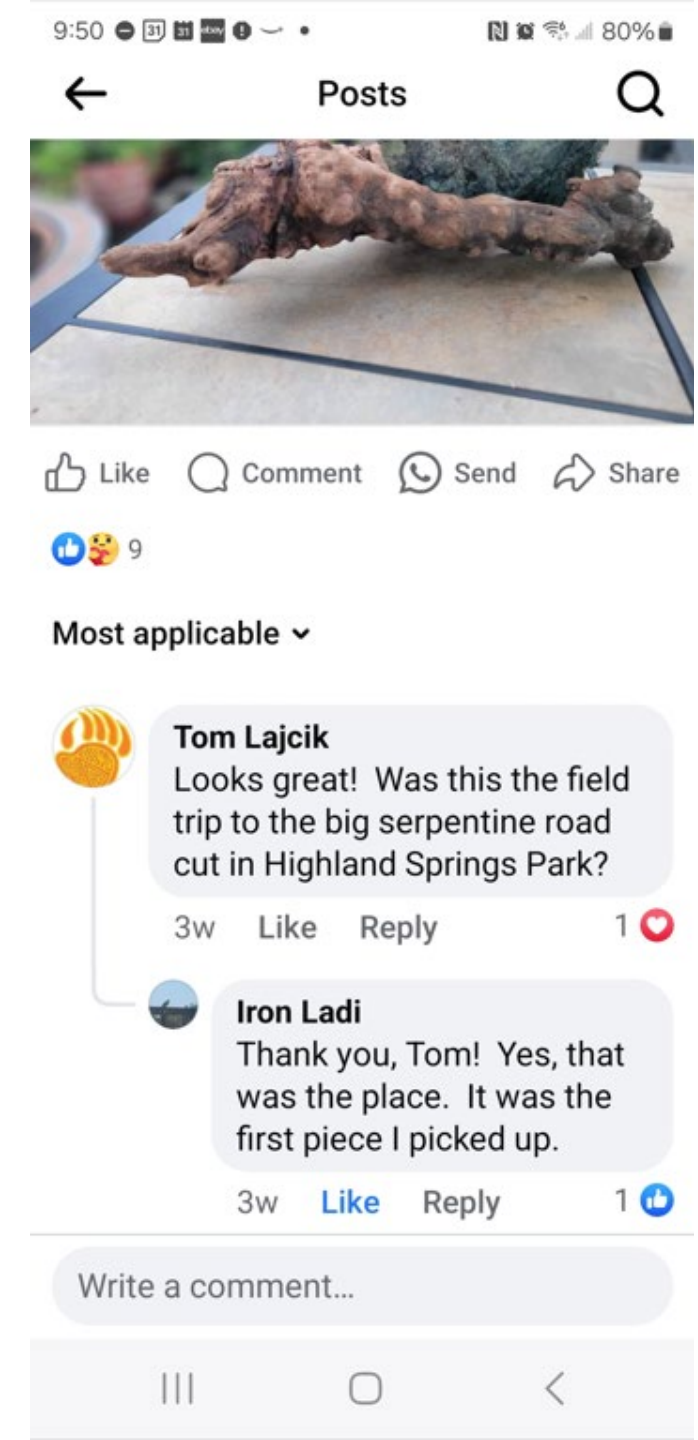 9:50 31 31 ebay 80%
Posts
Like Comment Send Share
9
Most applicable
Tom Lajcik
Looks great! Was this the field
trip to the big serpentine road
cut in Highland Springs Park?
3w Like Reply 1
Iron Ladi
Thank you, Tom! Yes, that
was the place. It was the
first piece I picked up.
3w Like Reply 1
Write a comment...